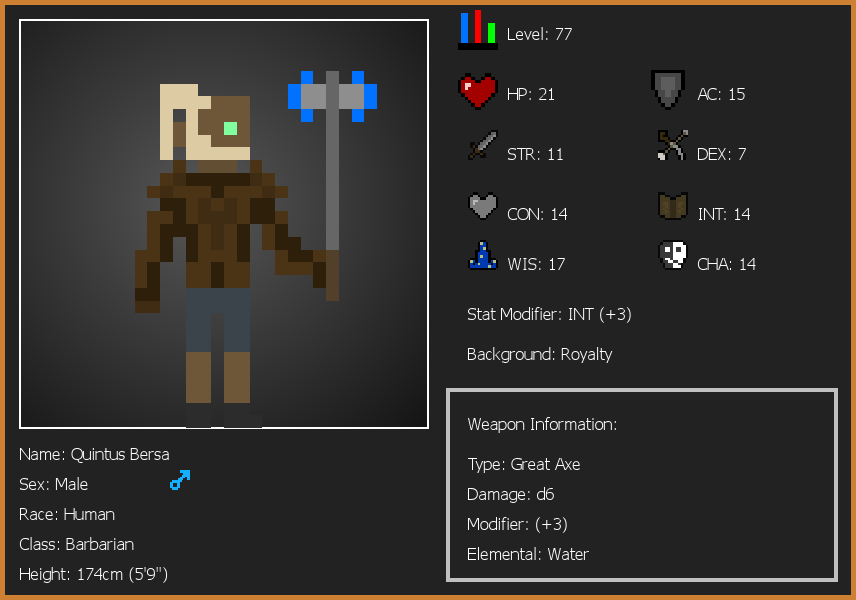 Level: 77
HP: 21
AC: 15
STR: 11
DEX: 7
CON: 14
INT: 14
WIS: 17
CHA: 14
Stat Modifier: INT (+3)
Background: Royalty
Weapon Information:
Type: Great Axe
Damage: d6
Modifier: (+3)
Elemental: Water
Name: Quintus Bersa
Sex: Male
Race: Human
Class: Barbarian
Height: 174cm (5'9")